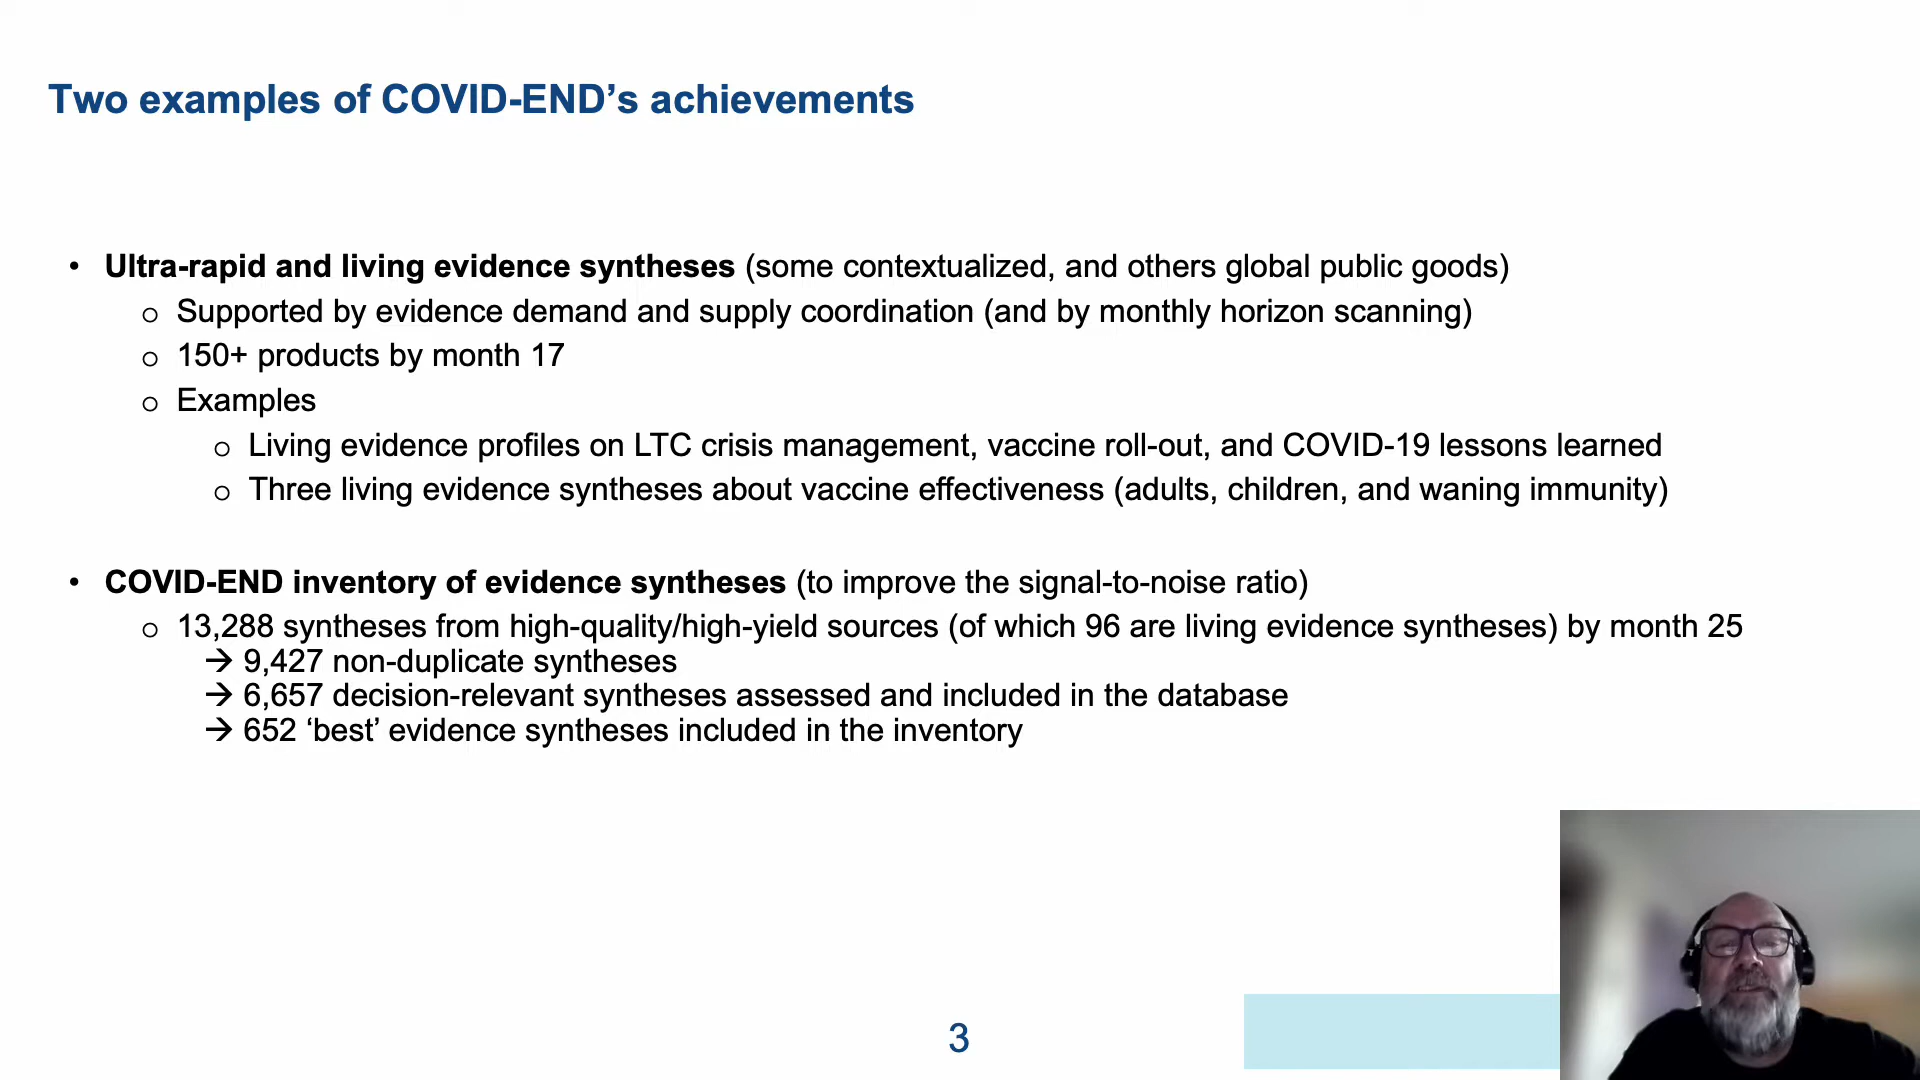 Two examples of COVID-END’s achievements
• Ultra-rapid and living evidence syntheses (some contextualized, and others global public goods)
o Supported by evidence demand and supply coordination (and by monthly horizon scanning)
o 150+ products by month 17
o Examples
o Living evidence profiles on LTC crisis management, vaccine roll-out, and COVID-19 lessons learned
o Three living evidence syntheses about vaccine effectiveness (adults, children, and waning immunity)
• COVID-END inventory of evidence syntheses (to improve the signal-to-noise ratio)
o 13,288 syntheses from high-quality/high-yield sources (of which 96 are living evidence syntheses) by month 25
→ 9,427 non-duplicate syntheses
→ 6,657 decision-relevant syntheses assessed and included in the database
→ 652 ‘best’ evidence syntheses included in the inventory
3